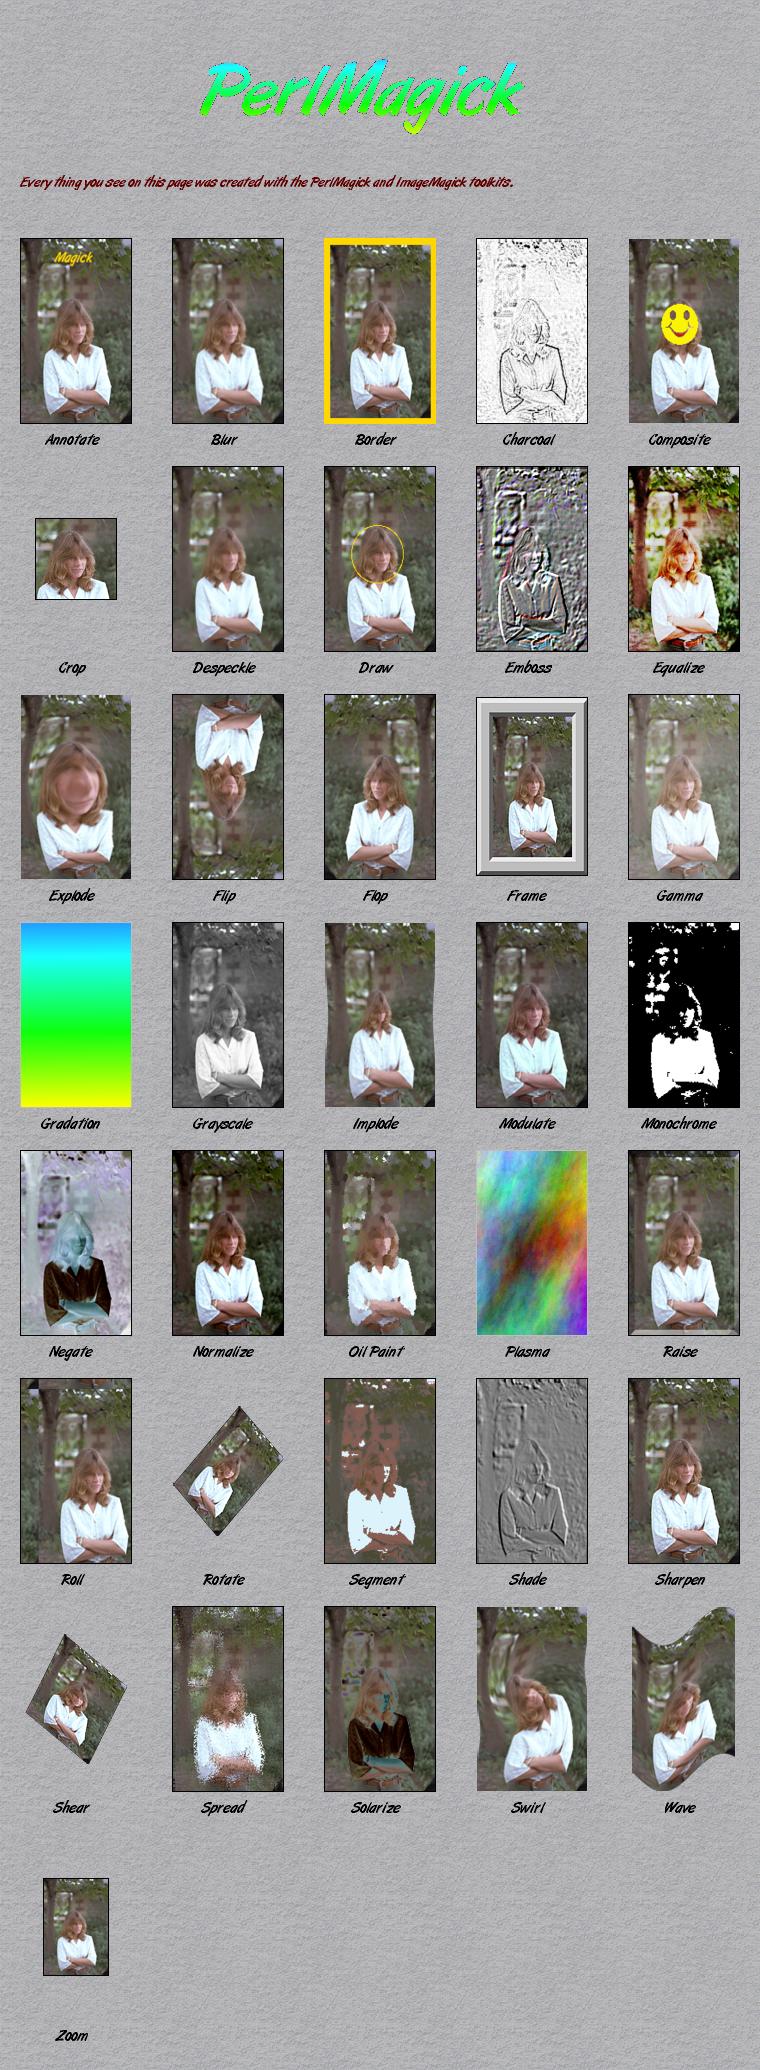 PerlMagick
Every thing you see on this page was created with the PerlMagick and ImageMagick toolkits.
Magick
Annotate Blur Border Charcoal Composite
Crop Despeckle Draw Emboss Equalize
Explode Flip Flop Frame Gamma
Gradation Grayscale Implode Modulate Monochrome
Negate Normalize Oil Paint Plasma Raise
Roll Rotate Segment Shade Sharpen
Shear Spread Solarize Swirl Wave
Zoom